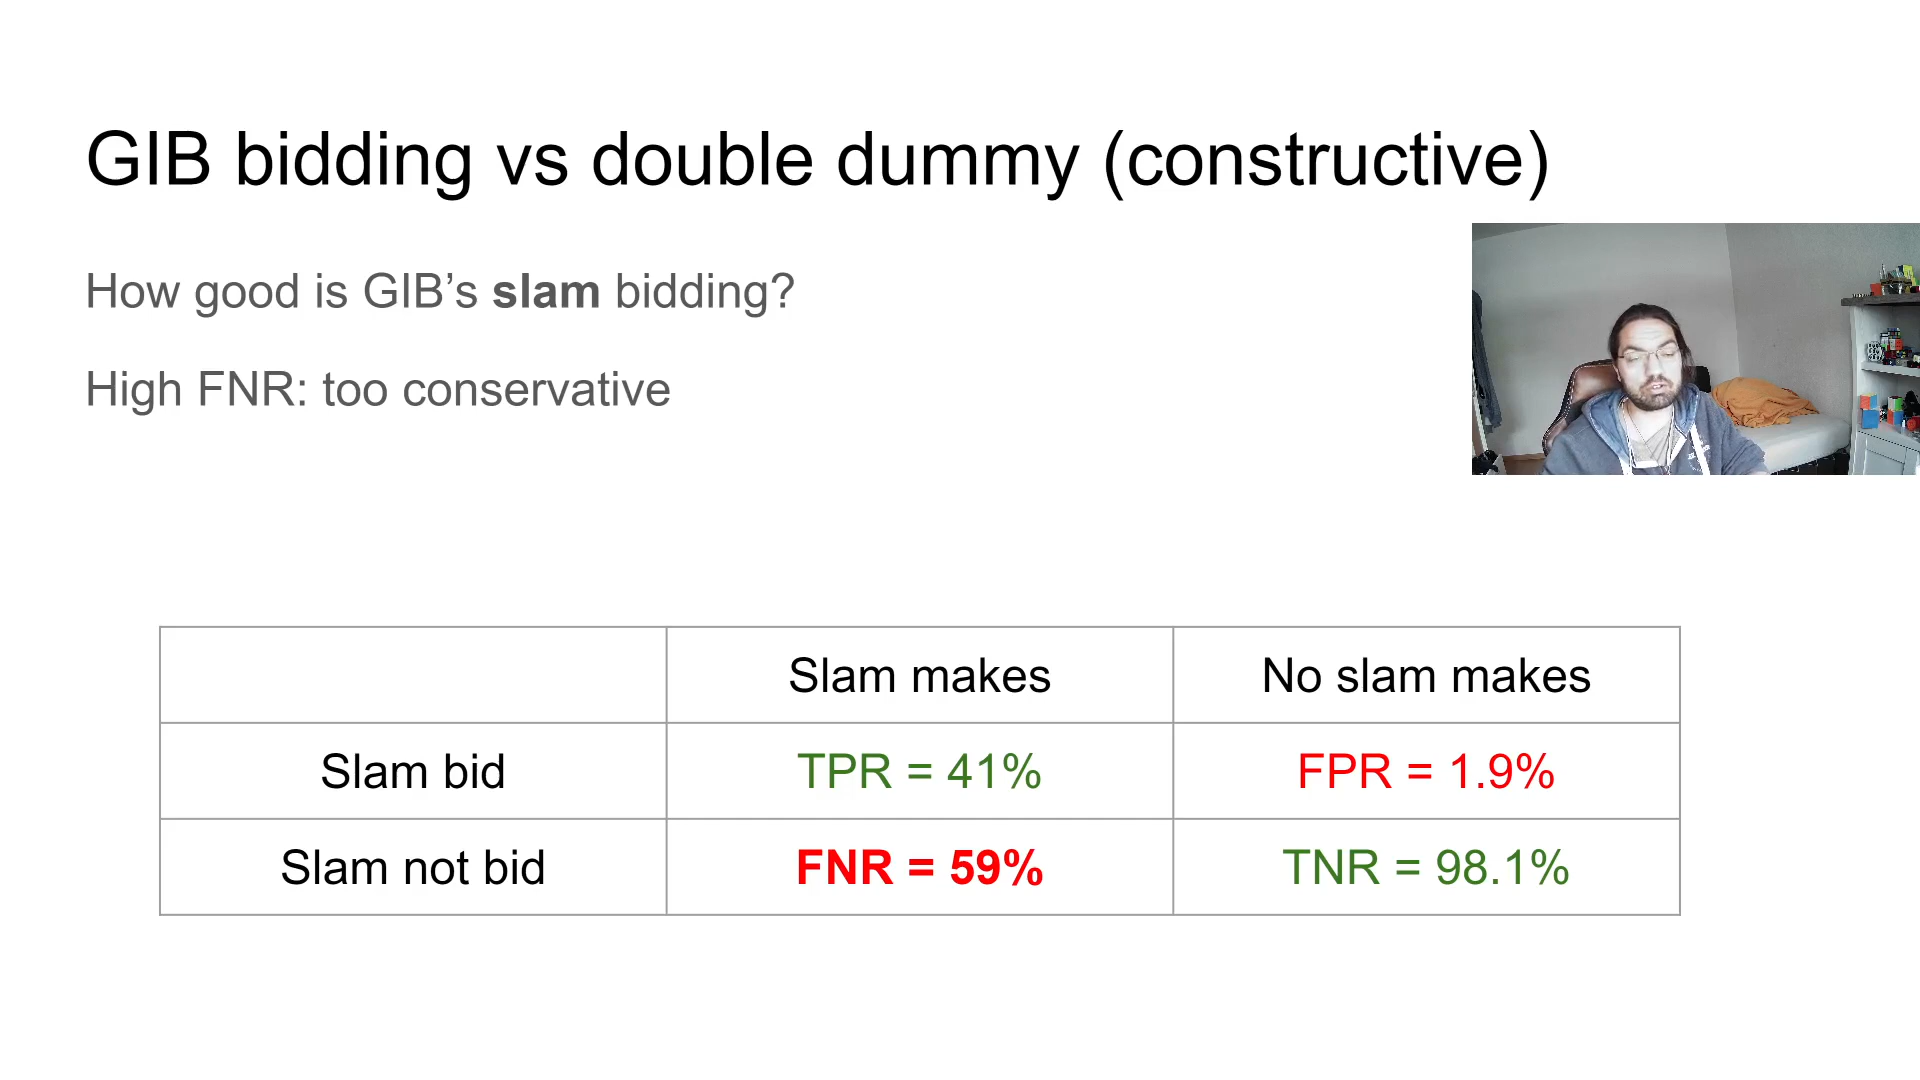 GIB bidding vs double dummy (constructive)
How good is GIB’s slam bidding?
High FNR: too conservative
Slam makes
No slam makes
Slam bid
TPR = 41%
FPR = 1.9%
Slam not bid
FNR = 59%
TNR = 98.1%